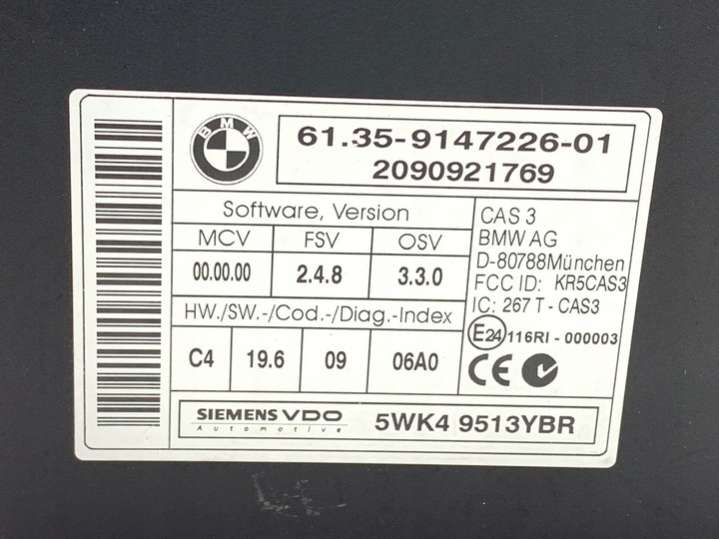 BMW
61.35-9147226-01
2090921769
Software, Version
MCV FSV OSV
00.00.00 2.4.8 3.3.0
HW./SW.-/Cod.-/Diag.-Index
C4 19.6 09 06A0
CAS 3
BMW AG
D-80788München
FCC ID: KR5CAS3
IC: 267 T - CAS3
E24 116RI - 000003
CE
SIEMENS VDO
Automotive
5WK4 9513YBR